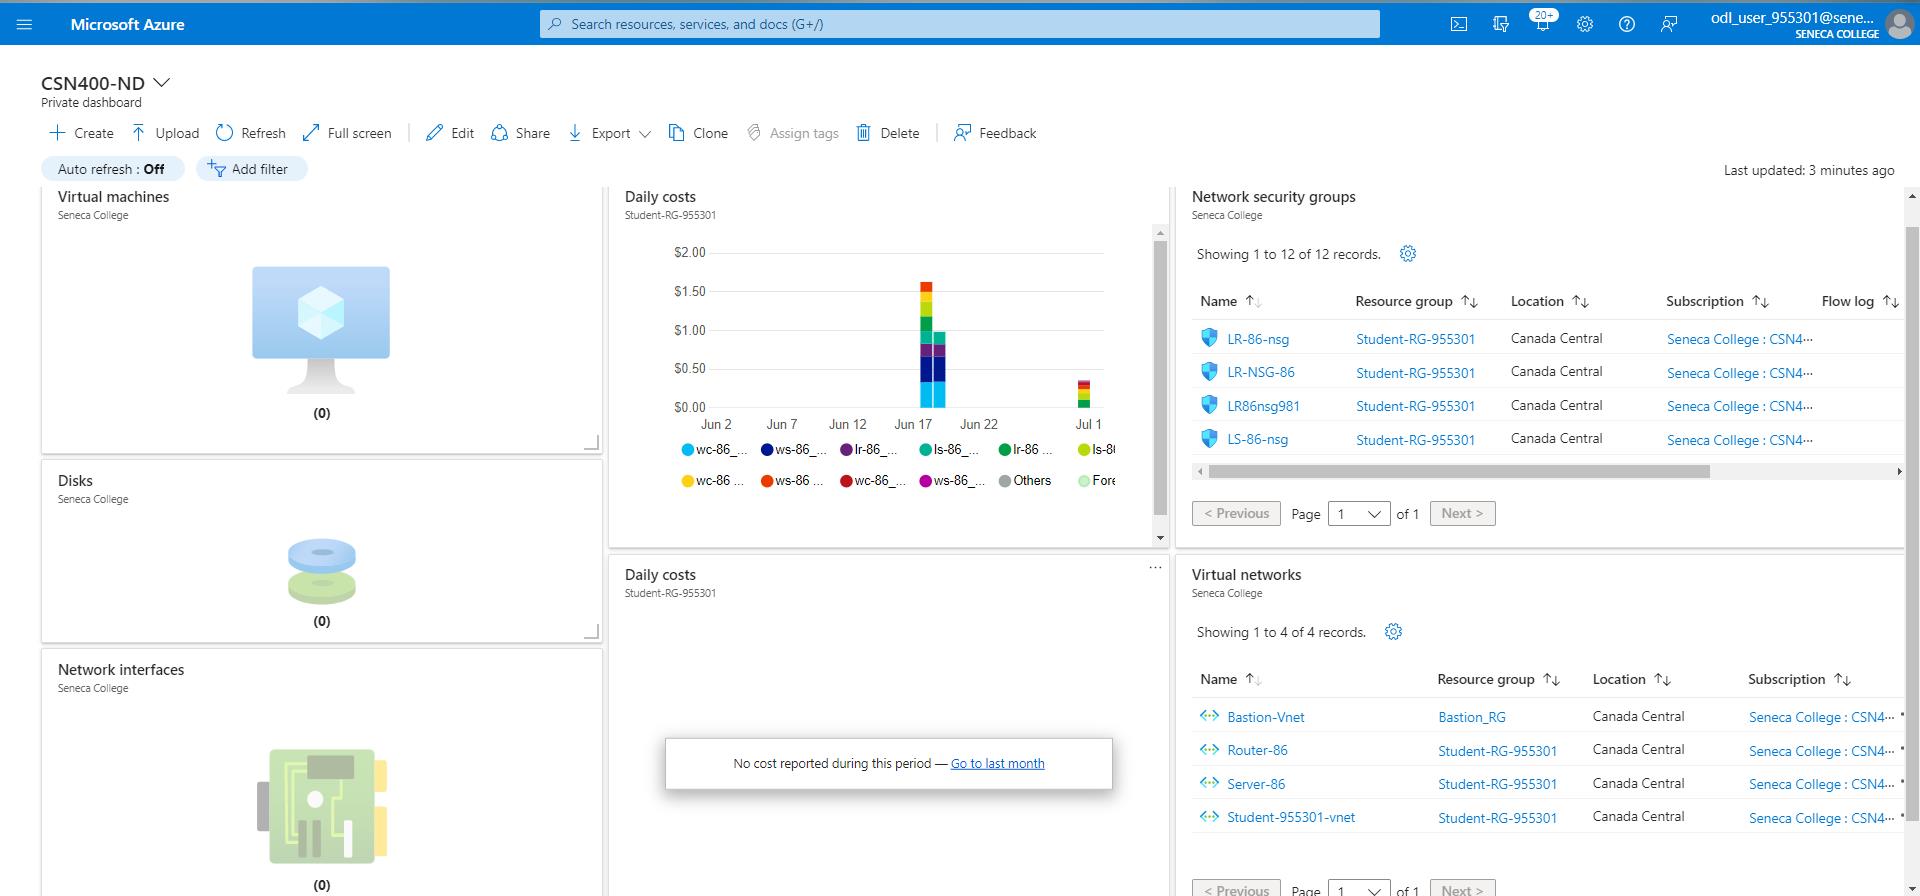 Microsoft Azure
Search resources, services, and docs (G+/)
20+
odl_user_955301@sene...
SENECA COLLEGE
CSN400-ND
Private dashboard
Create Upload Refresh Full screen Edit Share Export Clone Assign tags Delete Feedback
Auto refresh : Off
Add filter
Last updated: 3 minutes ago
Virtual machines
Seneca College
(0)
Disks
Seneca College
(0)
Network interfaces
Seneca College
(0)
Daily costs
Student-RG-955301
$2.00
$1.50
$1.00
$0.50
$0.00
Jun 2 Jun 7 Jun 12 Jun 17 Jun 22 Jul 1
wc-86_... ws-86_... lr-86_... ls-86_... lr-86 ... ls-86
wc-86 ... ws-86 ... wc-86_... ws-86_... Others Fore
Daily costs
Student-RG-955301
No cost reported during this period — Go to last month
Network security groups
Seneca College
Showing 1 to 12 of 12 records.
Name Resource group Location Subscription Flow log
LR-86-nsg Student-RG-955301 Canada Central Seneca College : CSN4...
LR-NSG-86 Student-RG-955301 Canada Central Seneca College : CSN4...
LR86nsg981 Student-RG-955301 Canada Central Seneca College : CSN4...
LS-86-nsg Student-RG-955301 Canada Central Seneca College : CSN4...
< Previous Page 1 of 1 Next >
Virtual networks
Seneca College
Showing 1 to 4 of 4 records.
Name Resource group Location Subscription
Bastion-Vnet Bastion_RG Canada Central Seneca College : CSN4...
Router-86 Student-RG-955301 Canada Central Seneca College : CSN4...
Server-86 Student-RG-955301 Canada Central Seneca College : CSN4...
Student-955301-vnet Student-RG-955301 Canada Central Seneca College : CSN4...
< Previous Page 1 of 1 Next >